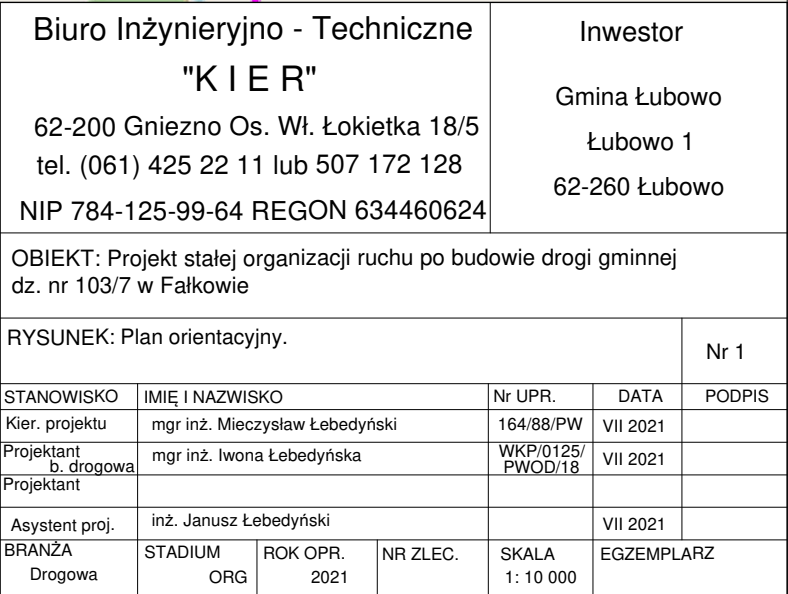 Biuro Inżynieryjno - Techniczne
"K I E R"
62-200 Gniezno Os. Wł. Łokietka 18/5
tel. (061) 425 22 11 lub 507 172 128
NIP 784-125-99-64 REGON 634460624
Inwestor
Gmina Łubowo
Łubowo 1
62-260 Łubowo
OBIEKT: Projekt stałej organizacji ruchu po budowie drogi gminnej
dz. nr 103/7 w Fałkowie
RYSUNEK: Plan orientacyjny.
Nr 1
STANOWISKO IMIĘ I NAZWISKO Nr UPR. DATA PODPIS
Kier. projektu mgr inż. Mieczysław Łebedyński 164/88/PW VII 2021
Projektant mgr inż. Iwona Łebedyńska WKP/0125/ VII 2021
b. drogowa PWOD/18
Projektant
Asystent proj. inż. Janusz Łebedyński VII 2021
BRANŻA STADIUM ROK OPR. NR ZLEC. SKALA EGZEMPLARZ
Drogowa ORG 2021 1: 10 000